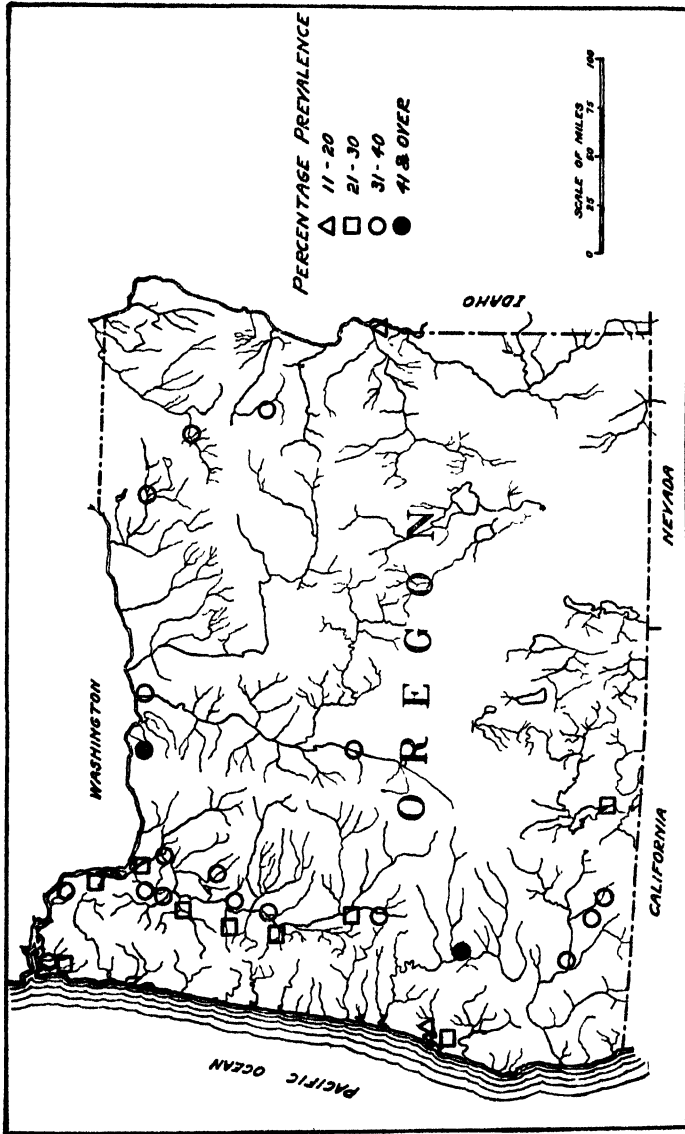 WASHINGTON
PACIFIC OCEAN
OREGON
IDAHO
CALIFORNIA
NEVADA
PERCENTAGE PREVALENCE
11 - 20
21 - 30
31 - 40
41 & OVER
SCALE OF MILES
0 25 50 75 100